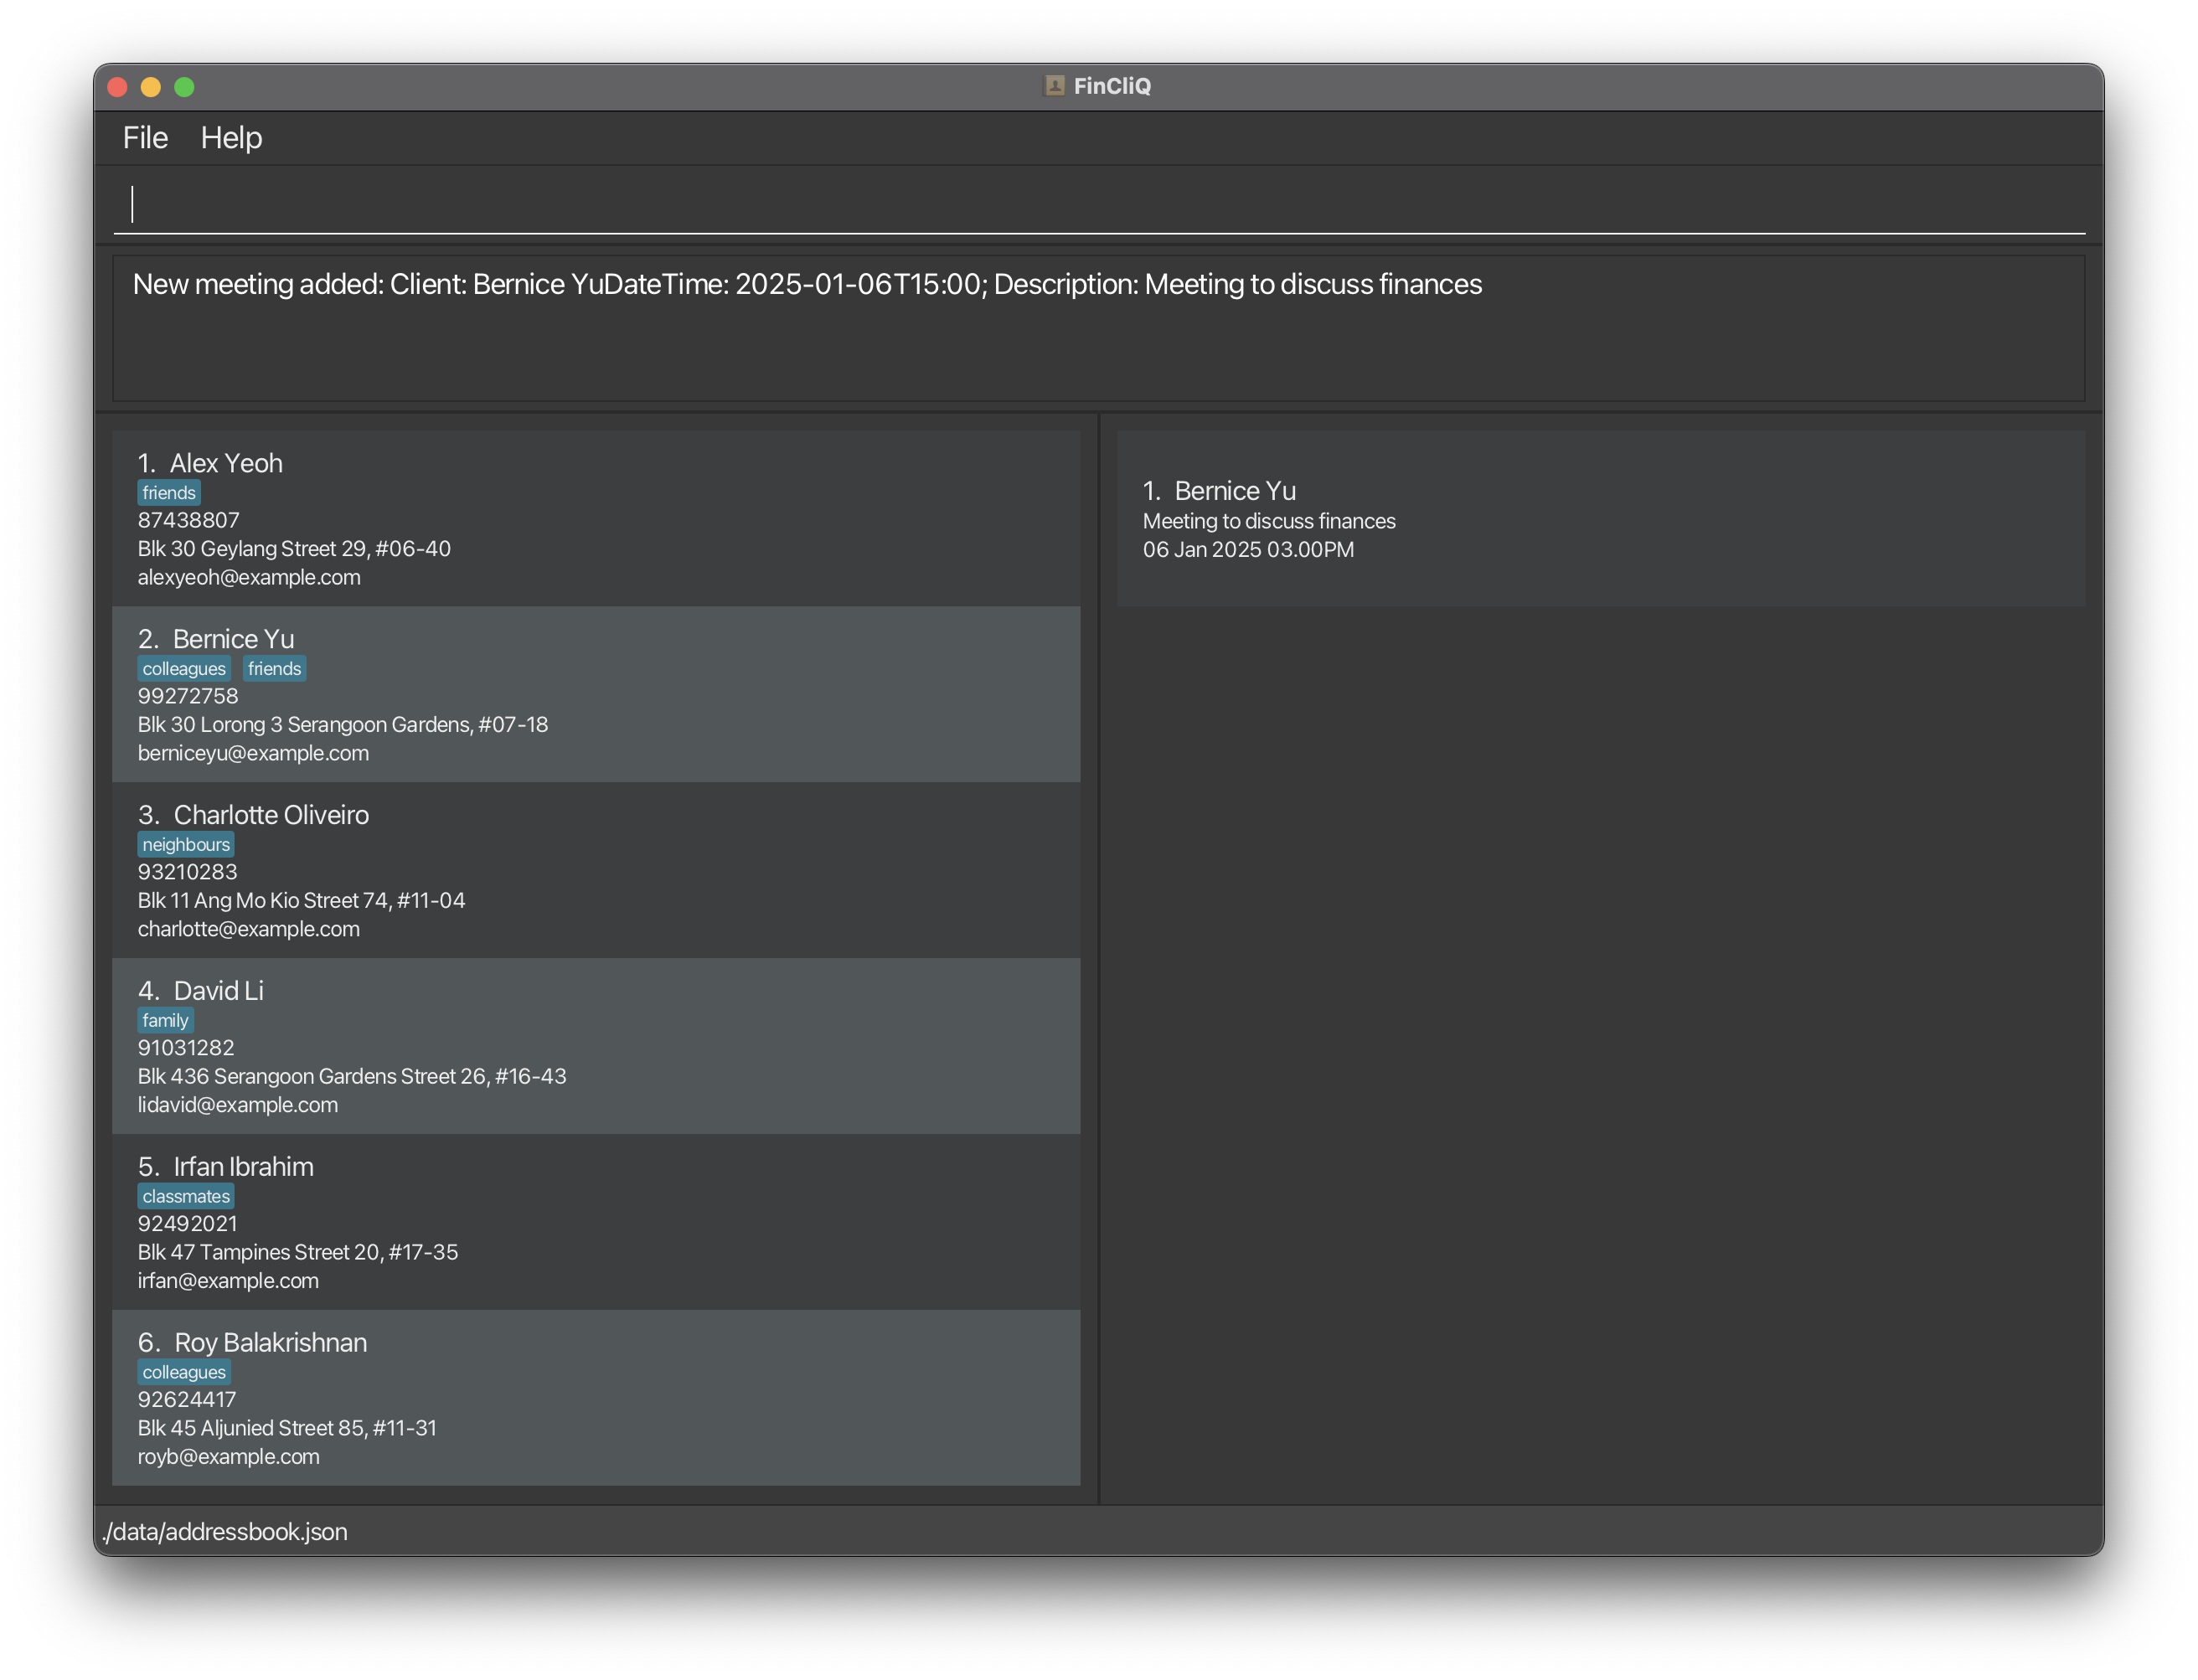 FinCliQ
File Help
New meeting added: Client: Bernice YuDateTime: 2025-01-06T15:00; Description: Meeting to discuss finances
1. Alex Yeoh
friends
87438807
Blk 30 Geylang Street 29, #06-40
alexyeoh@example.com
2. Bernice Yu
colleagues friends
99272758
Blk 30 Lorong 3 Serangoon Gardens, #07-18
berniceyu@example.com
3. Charlotte Oliveiro
neighbours
93210283
Blk 11 Ang Mo Kio Street 74, #11-04
charlotte@example.com
4. David Li
family
91031282
Blk 436 Serangoon Gardens Street 26, #16-43
lidavid@example.com
5. Irfan Ibrahim
classmates
92492021
Blk 47 Tampines Street 20, #17-35
irfan@example.com
6. Roy Balakrishnan
colleagues
92624417
Blk 45 Aljunied Street 85, #11-31
royb@example.com
1. Bernice Yu
Meeting to discuss finances
06 Jan 2025 03.00PM
./data/addressbook.json